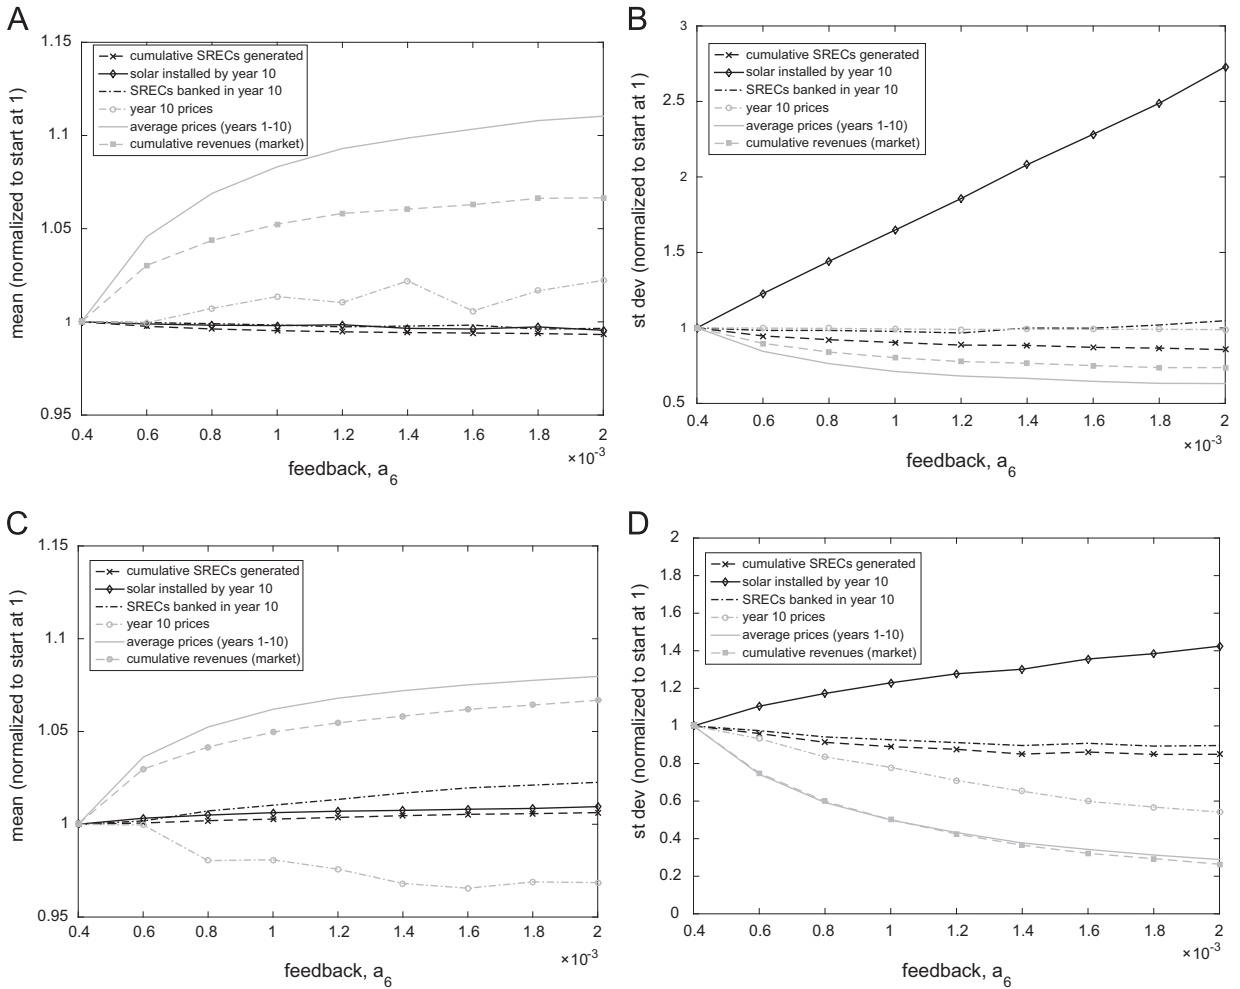 A
mean (normalized to start at 1)
1.15
1.1
1.05
1
0.95
cumulative SRECs generated
solar installed by year 10
SRECs banked in year 10
year 10 prices
average prices (years 1-10)
cumulative revenues (market)
0.4 0.6 0.8 1 1.2 1.4 1.6 1.8 2
×10-3
feedback, a6
B
st dev (normalized to start at 1)
3
2.5
2
1.5
1
0.5
cumulative SRECs generated
solar installed by year 10
SRECs banked in year 10
year 10 prices
average prices (years 1-10)
cumulative revenues (market)
0.4 0.6 0.8 1 1.2 1.4 1.6 1.8 2
×10-3
feedback, a6
C
mean (normalized to start at 1)
1.15
1.1
1.05
1
0.95
cumulative SRECs generated
solar installed by year 10
SRECs banked in year 10
year 10 prices
average prices (years 1-10)
cumulative revenues (market)
0.4 0.6 0.8 1 1.2 1.4 1.6 1.8 2
×10-3
feedback, a6
D
st dev (normalized to start at 1)
2
1.8
1.6
1.4
1.2
1
0.8
0.6
0.4
0.2
0
cumulative SRECs generated
solar installed by year 10
SRECs banked in year 10
year 10 prices
average prices (years 1-10)
cumulative revenues (market)
0.4 0.6 0.8 1 1.2 1.4 1.6 1.8 2
×10-3
feedback, a6